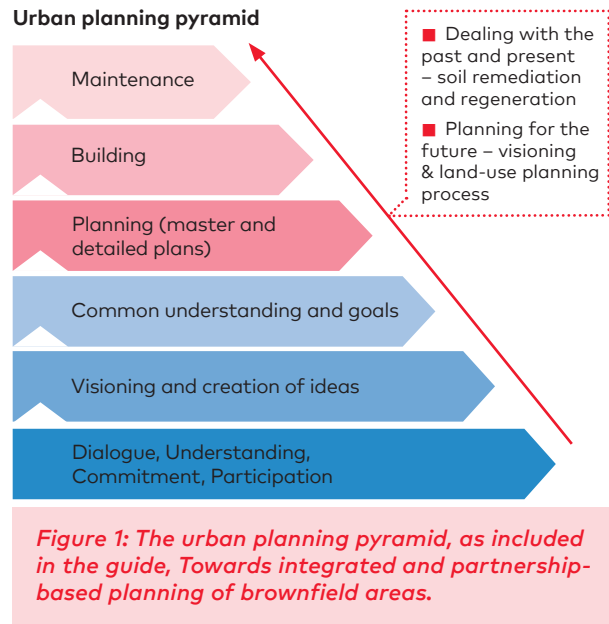 Urban planning pyramid
■ Dealing with the
past and present
– soil remediation
and regeneration
■ Planning for the
future – visioning
& land-use planning
process
Maintenance
Building
Planning (master and
detailed plans)
Common understanding and goals
Visioning and creation of ideas
Dialogue, Understanding,
Commitment, Participation
Figure 1: The urban planning pyramid, as included
in the guide, Towards integrated and partnership-
based planning of brownfield areas.